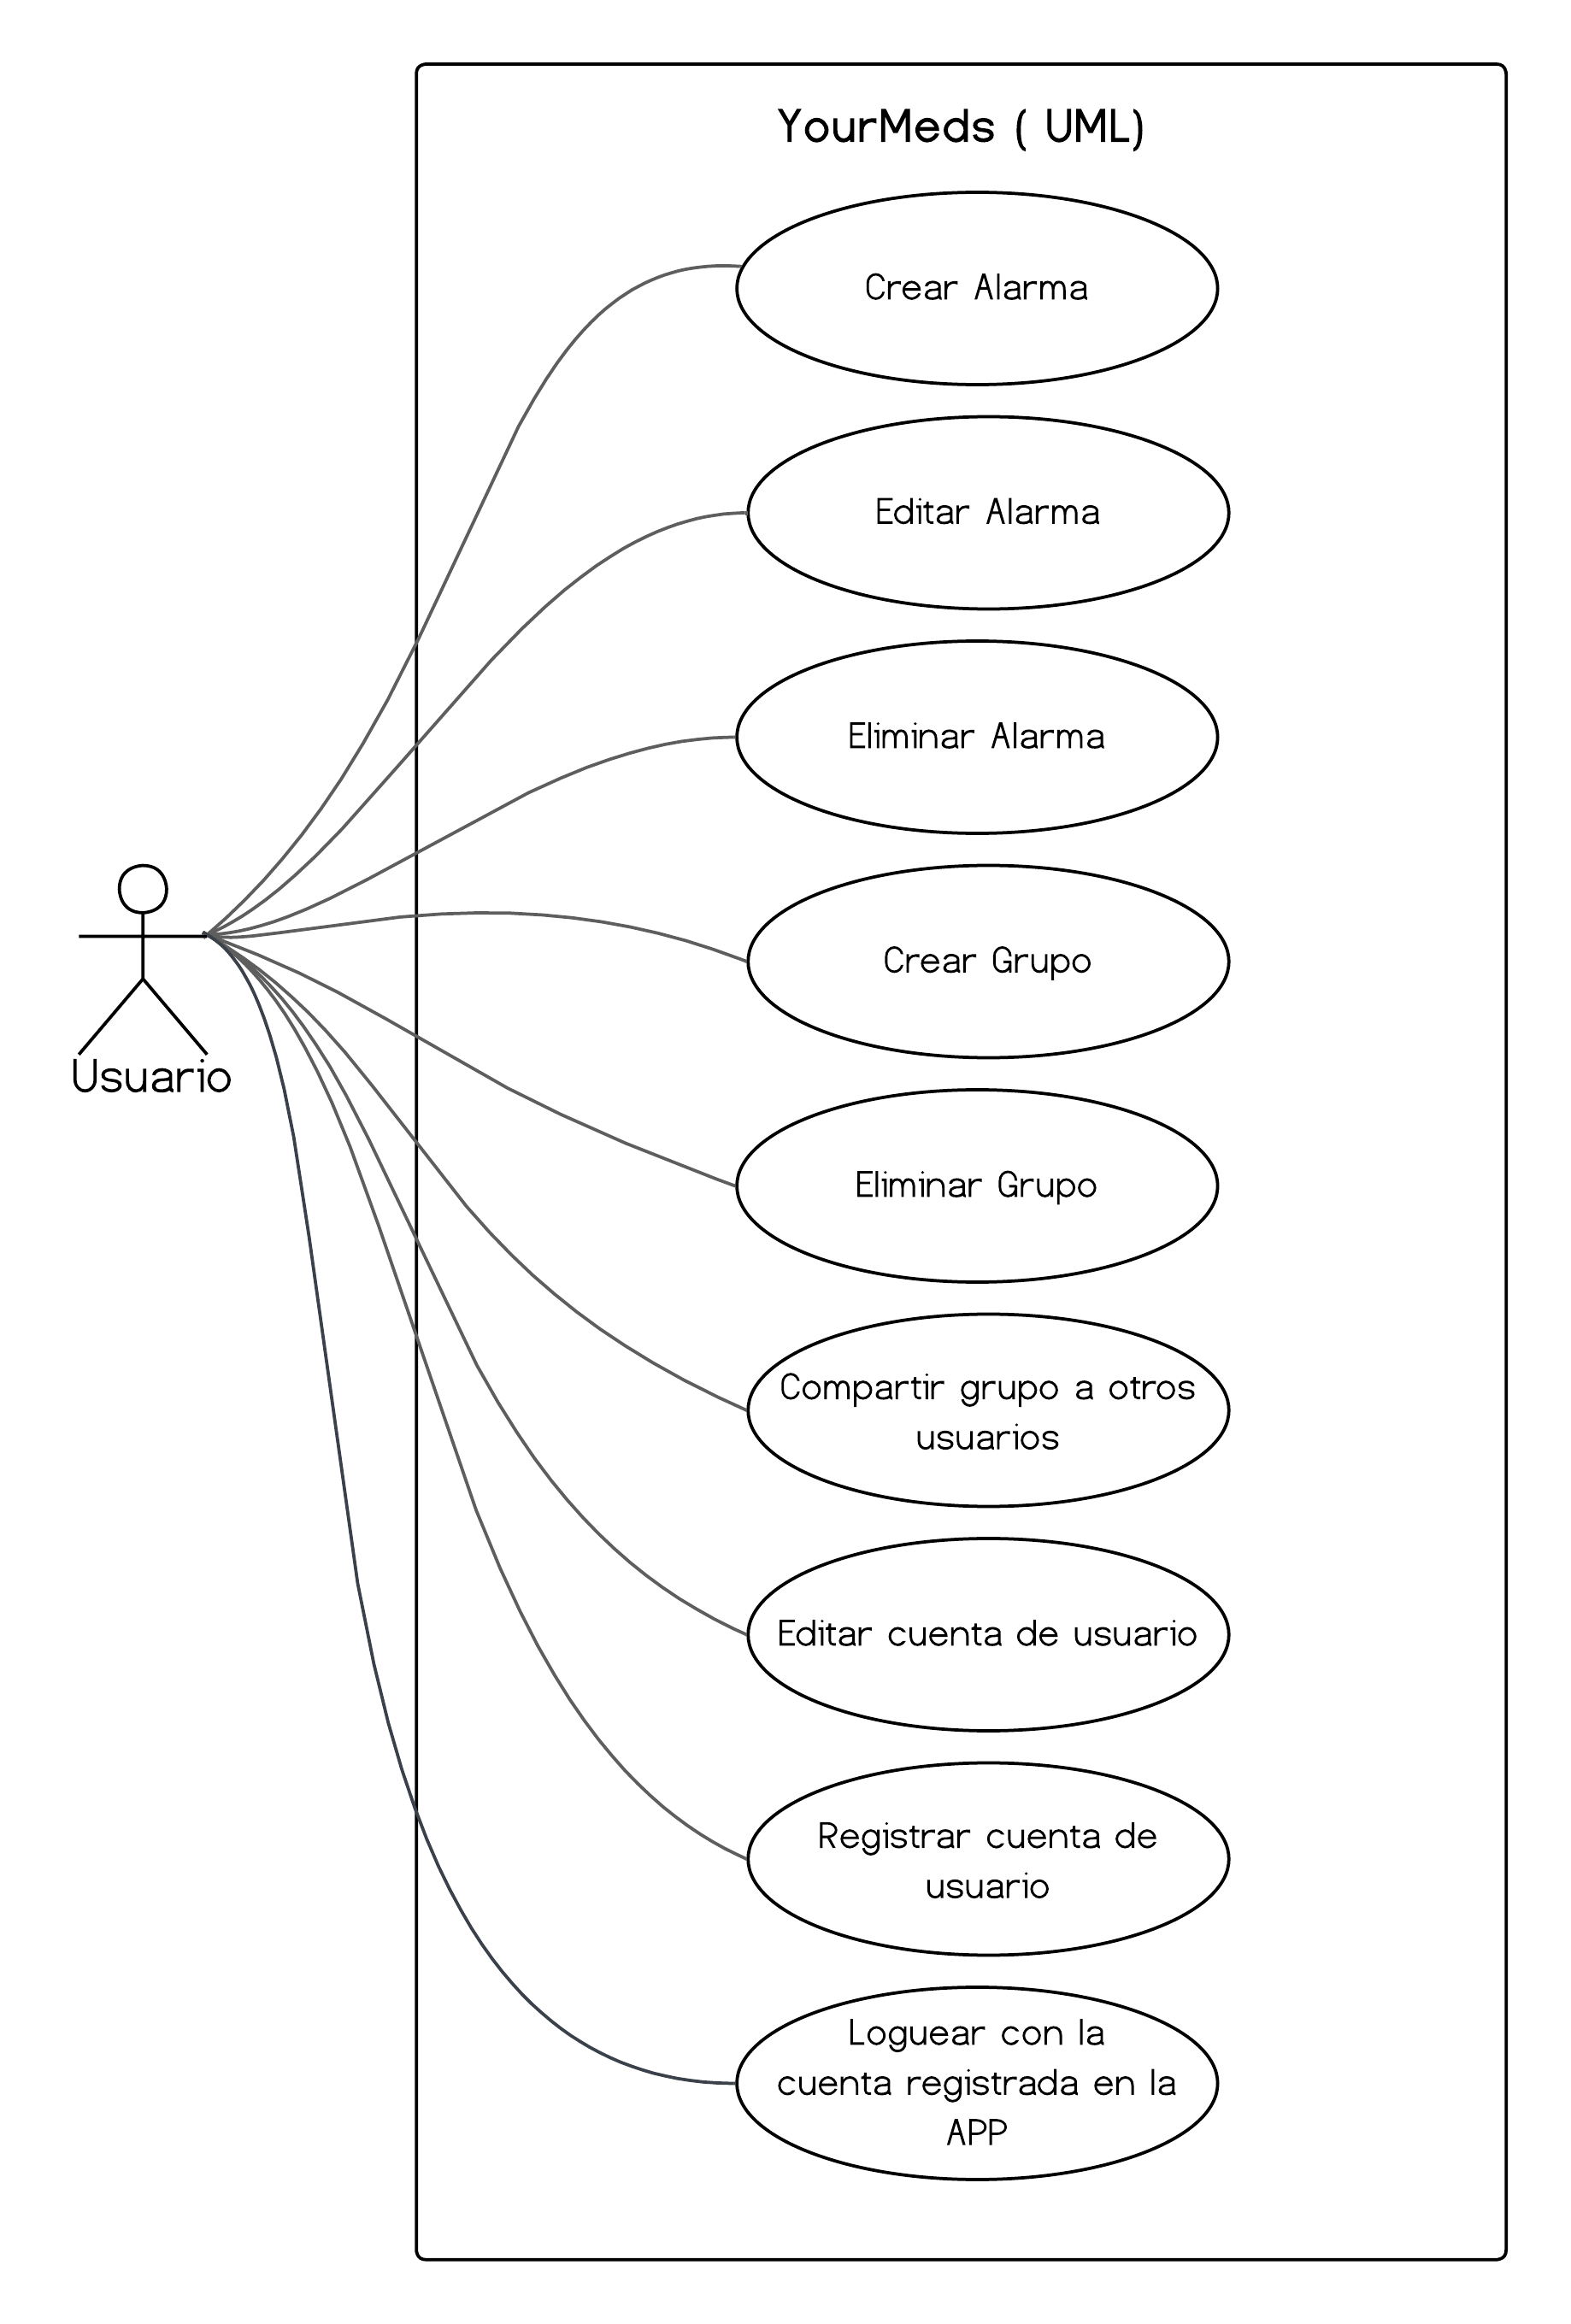 YourMeds ( UML)
Crear Alarma
Editar Alarma
Eliminar Alarma
Crear Grupo
Usuario
Eliminar Grupo
Compartir grupo a otros
usuarios
Editar cuenta de usuario
Registrar cuenta de
usuario
Loguear con la
cuenta registrada en la
APP